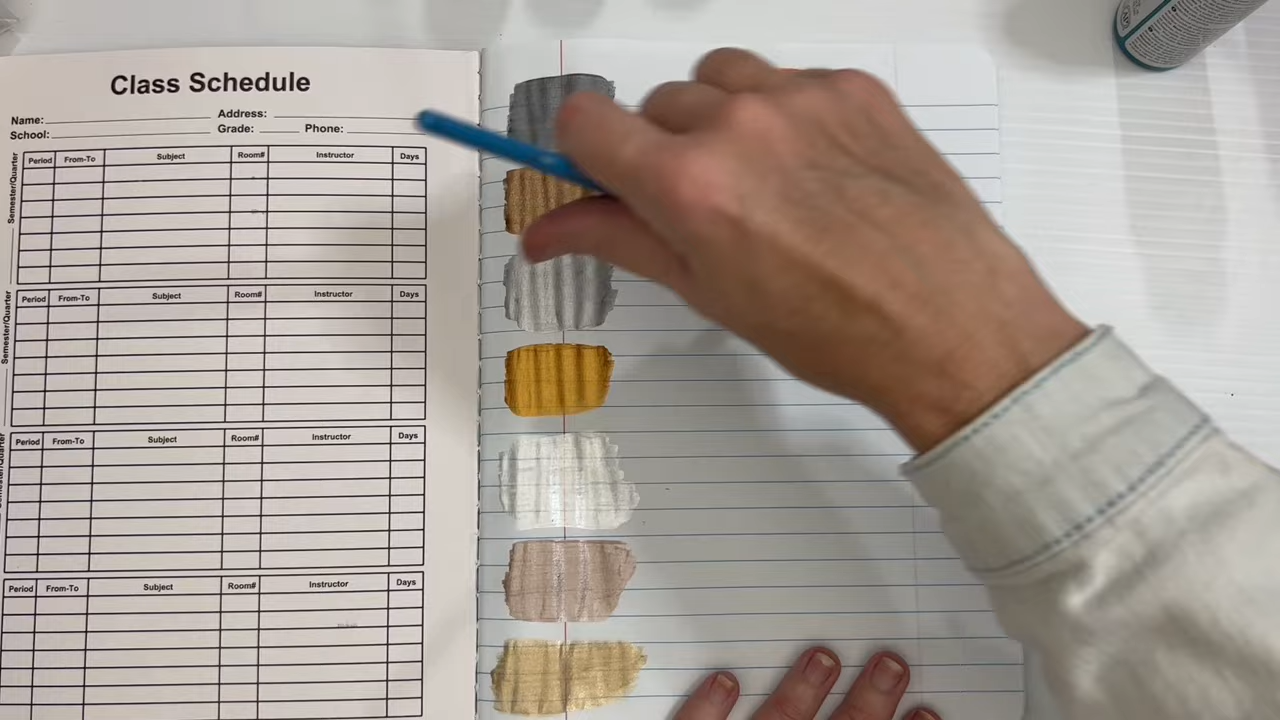 Class Schedule
Name: Address:
School: Grade: Phone:
Semester/Quarter
Period From-To Subject Room# Instructor Days
Semester/Quarter
Period From-To Subject Room# Instructor Days
Semester/Quarter
Period From-To Subject Room# Instructor Days
Period From-To Subject Room# Instructor Days